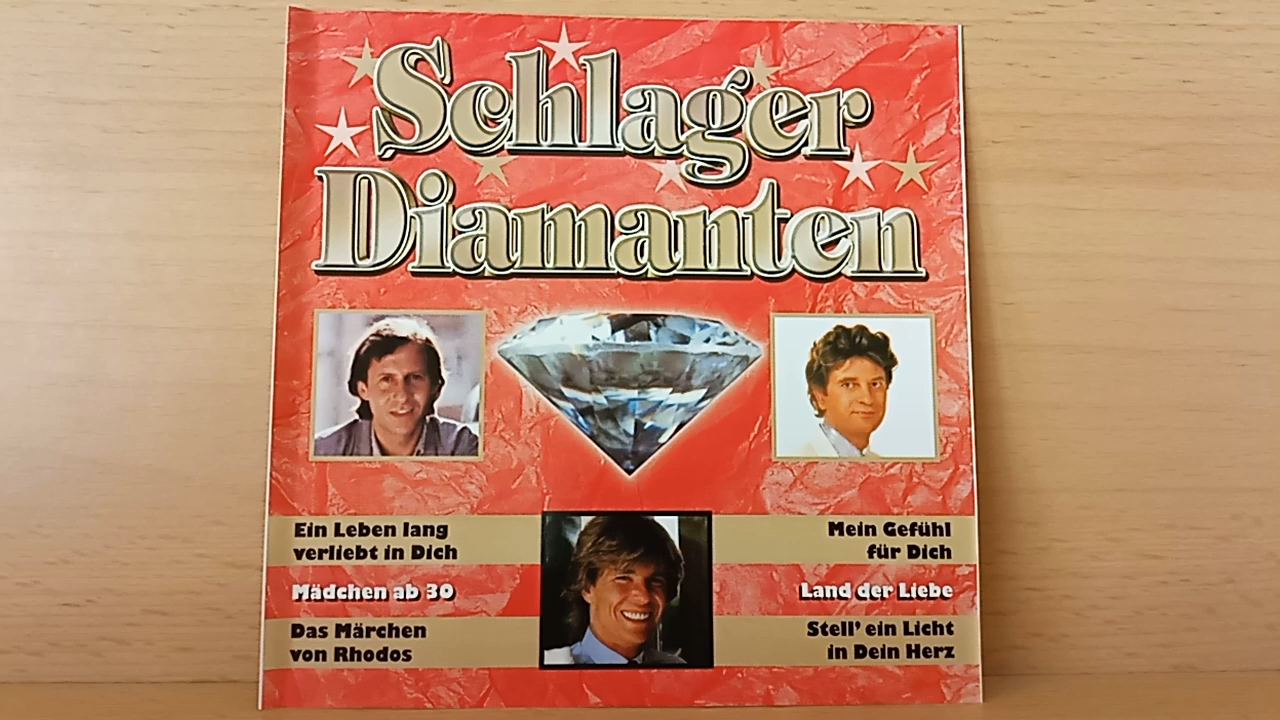 Schlager
Diamanten
Ein Leben lang
verliebt in Dich
Mädchen ab 30
Das Märchen
von Rhodos
Mein Gefühl
für Dich
Land der Liebe
Stell' ein Licht
in Dein Herz